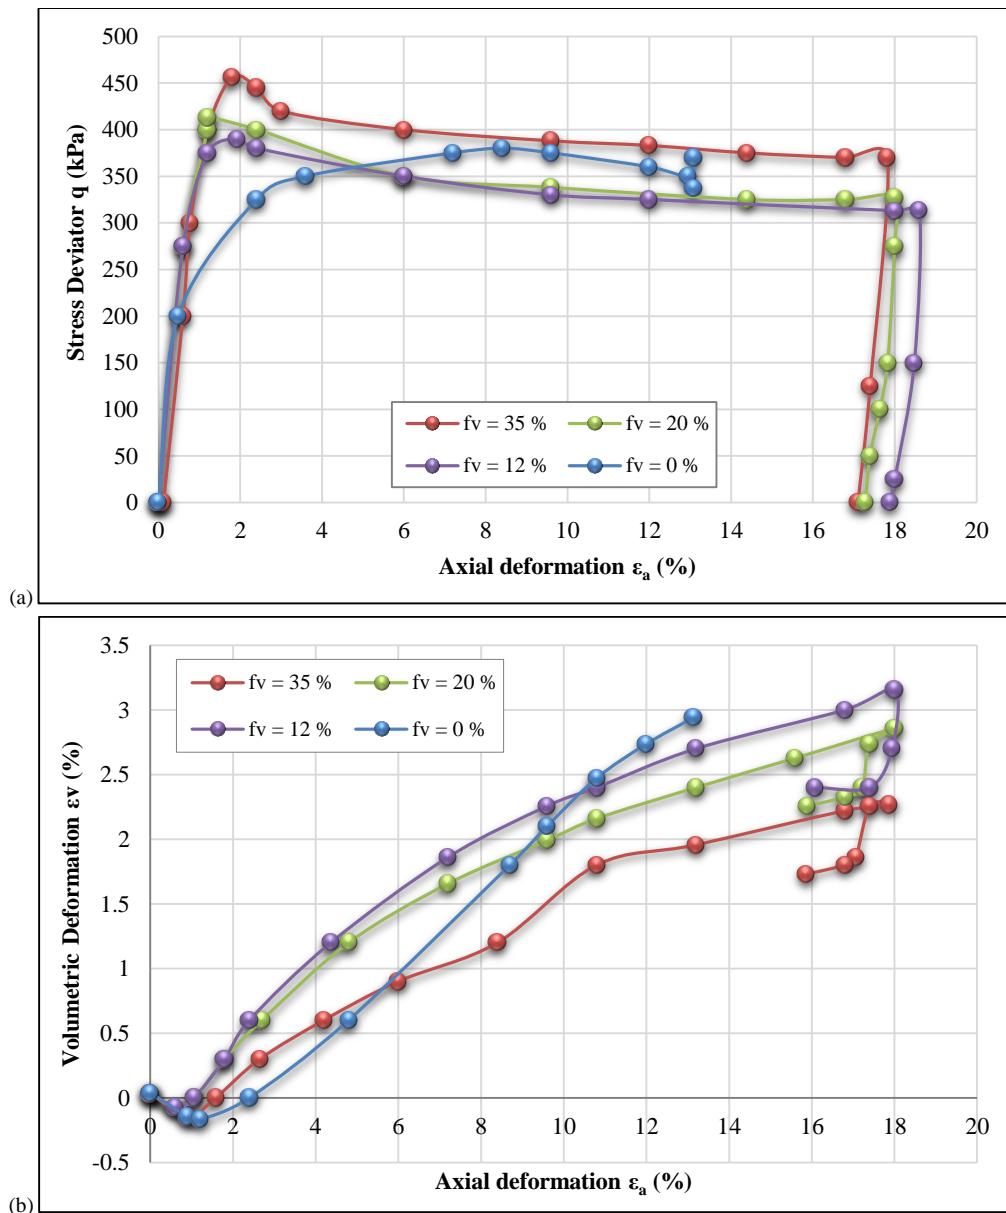 500
450
400
350
300
250
200
150
100
50
0
Stress Deviator q (kPa)
fv = 35 % fv = 20 %
fv = 12 % fv = 0 %
0 2 4 6 8 10 12 14 16 18 20
Axial deformation εa (%)
(a)
3.5
3
2.5
2
1.5
1
0.5
0
-0.5
Volumetric Deformation εv (%)
fv = 35 % fv = 20 %
fv = 12 % fv = 0 %
0 2 4 6 8 10 12 14 16 18 20
Axial deformation εa (%)
(b)